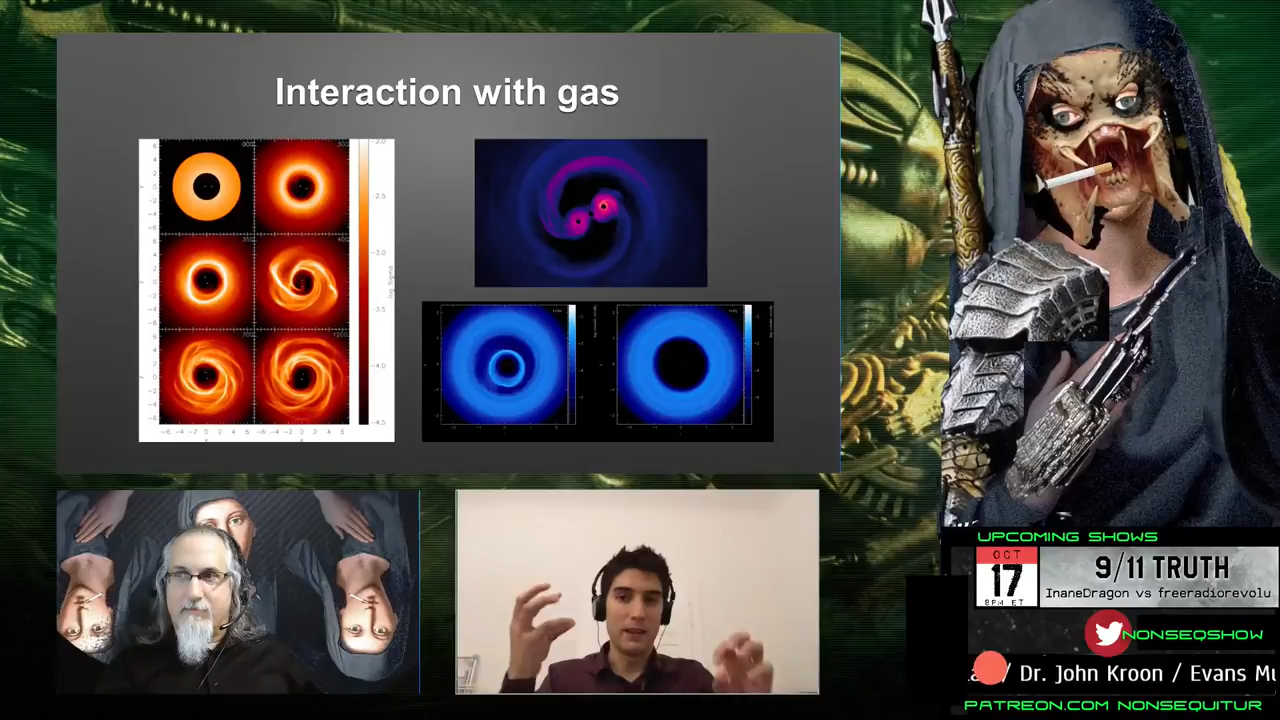 Interaction with gas
UPCOMING SHOWS
OCT
17
8PM ET
9/11 TRUTH
InaneDragon vs freeradiorevolu
NONSEQSHOW
/ Dr. John Kroon / Evans Mu
PATREON.COM NONSEQUITUR